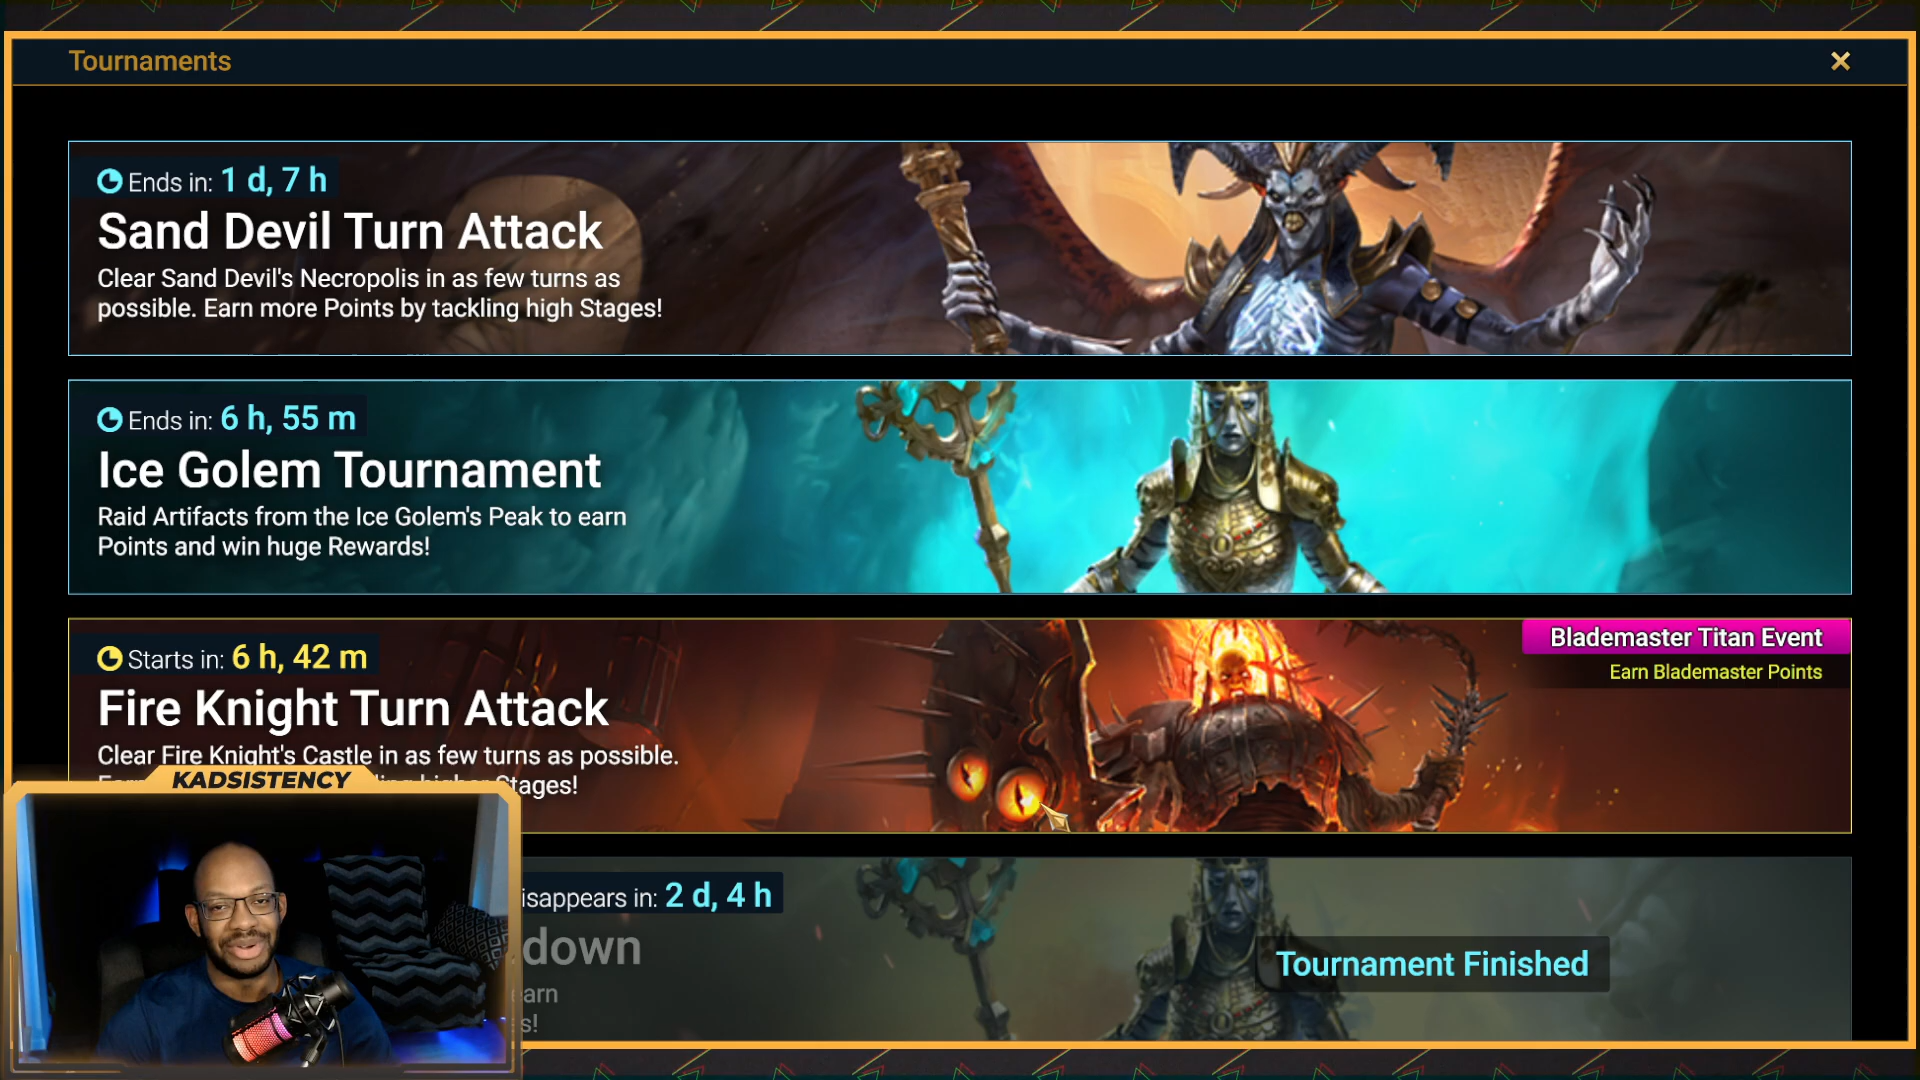 Tournaments
Ends in: 1 d, 7 h
Sand Devil Turn Attack
Clear Sand Devil's Necropolis in as few turns as
possible. Earn more Points by tackling high Stages!
Ends in: 6 h, 55 m
Ice Golem Tournament
Raid Artifacts from the Ice Golem's Peak to earn
Points and win huge Rewards!
Blademaster Titan Event
Earn Blademaster Points
Starts in: 6 h, 42 m
Fire Knight Turn Attack
Clear Fire Knight's Castle in as few turns as possible.
Stages!
KADSISTENCY
isappears in: 2 d, 4 h
down
earn
s!
Tournament Finished